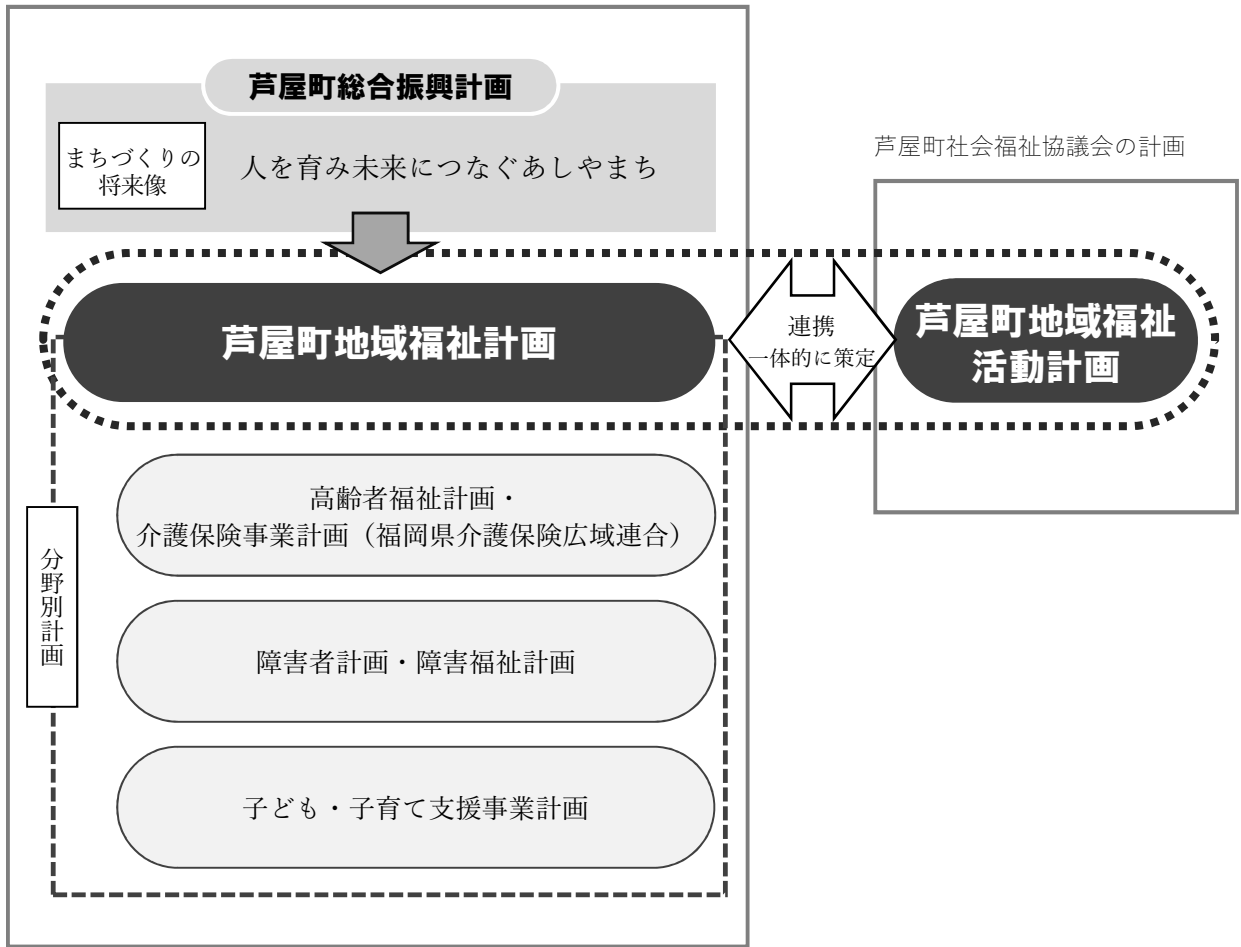 芦屋町総合振興計画
まちづくりの
将来像
人を育み未来につなぐあしやまち
芦屋町社会福祉協議会の計画
芦屋町地域福祉計画
連携
一体的に策定
芦屋町地域福祉
活動計画
分野別計画
高齢者福祉計画・
介護保険事業計画（福岡県介護保険広域連合）
障害者計画・障害福祉計画
子ども・子育て支援事業計画